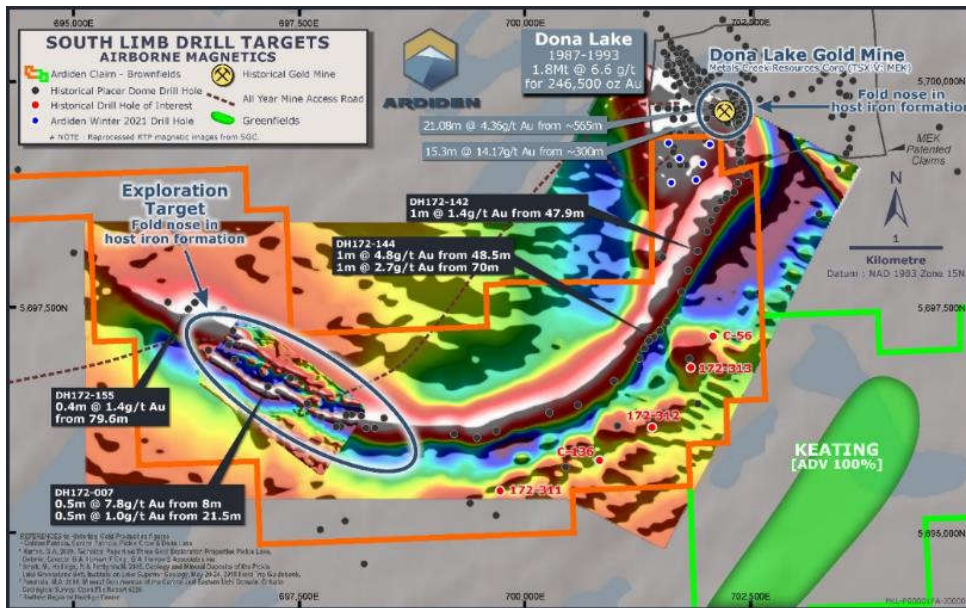 695,000E
697,500E
700,000E
702,500E
SOUTH LIMB DRILL TARGETS
AIRBORNE MAGNETICS
Ardiden Claim - Brownfields
Historical Gold Mine
Historical Placer Dome Drill Hole
Historical Drill Hole of Interest
All Year Mine Access Road
Ardiden Winter 2021 Drill Hole
Greenfields
NOTE : Reprocessed RTP magnetic images from SGC.
ARDIDEN
Dona Lake
1987-1993
1.8Mt @ 6.6 g/t
for 246,500 oz Au
Dona Lake Gold Mine
Metals Creek Resources Corp (TSX-V: MEK)
5,700,000N
Fold nose in
host iron formation
21.08m @ 4.36g/t Au from ~565m
15.3m @ 14.17g/t Au from ~300m
MEK
Patented
Claims
N
1
Kilometre
Datum : NAD 1983 Zone 15N
Exploration
Target
Fold nose in
host iron formation
DH172-142
1m @ 1.4g/t Au from 47.9m
DH172-144
1m @ 4.8g/t Au from 48.5m
1m @ 2.7g/t Au from 70m
5,697,500N
5,697,500N
C-56
172-313
172-312
C-136
172-311
DH172-155
0.4m @ 1.4g/t Au
from 79.6m
DH172-007
0.5m @ 7.8g/t Au from 8m
0.5m @ 1.0g/t Au from 21.5m
KEATING
[ADV 100%]
5,695,000N
697,500E
700,000E
702,500E